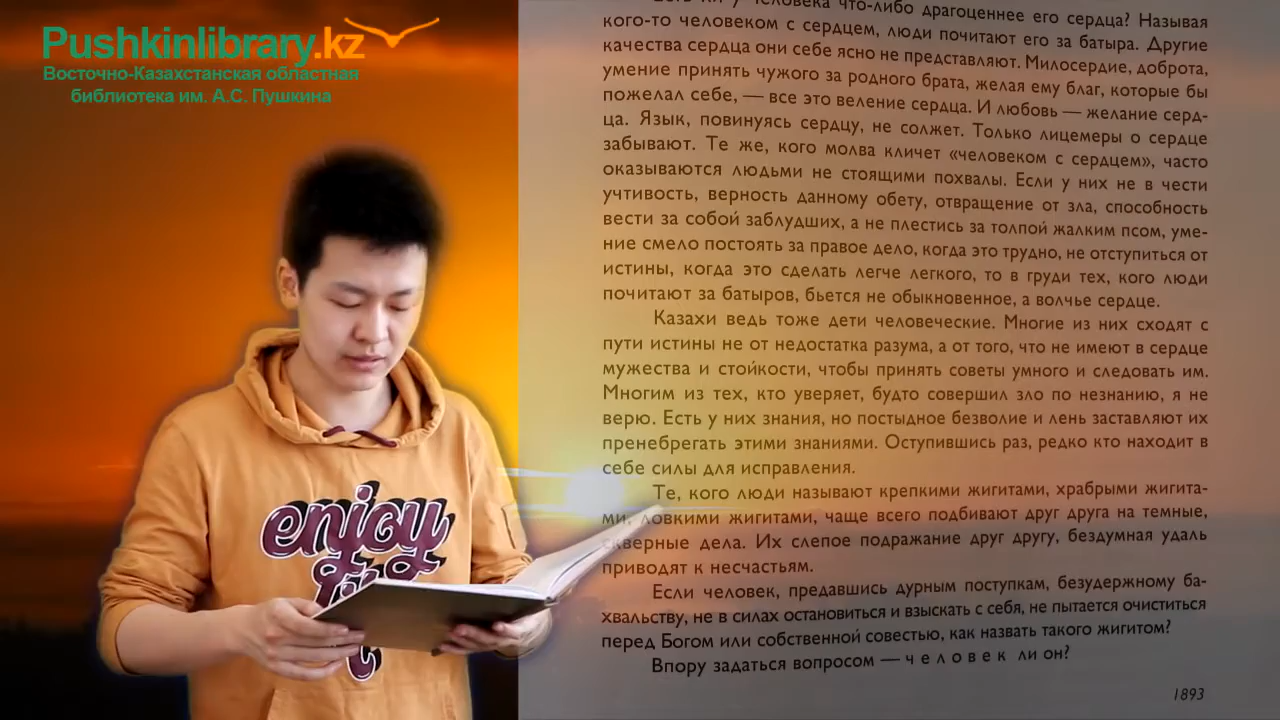 Pushkinlibrary.kz
Восточно-Казахстанская областная
библиотека им. А.С. Пушкина
Есть ли у человека что-либо драгоценнее его сердца? Называя
кого-то человеком с сердцем, люди почитают его за батыра. Другие
качества сердца они себе ясно не представляют. Милосердие, доброта,
умение принять чужого за родного брата, желая ему благ, которые бы
пожелал себе, — все это веление сердца. И любовь — желание серд-
ца. Язык, повинуясь сердцу, не солжет. Только лицемеры о сердце
забывают. Те же, кого молва кличет «человеком с сердцем», часто
оказываются людьми не стоящими похвалы. Если у них не в чести
учтивость, верность данному обету, отвращение от зла, способность
вести за собой заблудших, а не плестись за толпой жалким псом, уме-
ние смело постоять за правое дело, когда это трудно, не отступиться от
истины, когда это сделать легче легкого, то в груди тех, кого люди
почитают за батыров, бьется не обыкновенное, а волчье сердце.
Казахи ведь тоже дети человеческие. Многие из них сходят с
пути истины не от недостатка разума, а от того, что не имеют в сердце
мужества и стойкости, чтобы принять советы умного и следовать им.
Многим из тех, кто уверяет, будто совершил зло по незнанию, я не
верю. Есть у них знания, но постыдное безволие и лень заставляют их
пренебрегать этими знаниями. Оступившись раз, редко кто находит в
себе силы для исправления.
Те, кого люди называют крепкими жигитами, храбрыми жигита-
ми, ловкими жигитами, чаще всего подбивают друг друга на темные,
скверные дела. Их слепое подражание друг другу, бездумная удаль
приводят к несчастьям.
Если человек, предавшись дурным поступкам, безудержному ба-
хвальству, не в силах остановиться и взыскать с себя, не пытается очиститься
перед Богом или собственной совестью, как назвать такого жигитом?
Впору задаться вопросом — человек ли он?
1893
enjoy